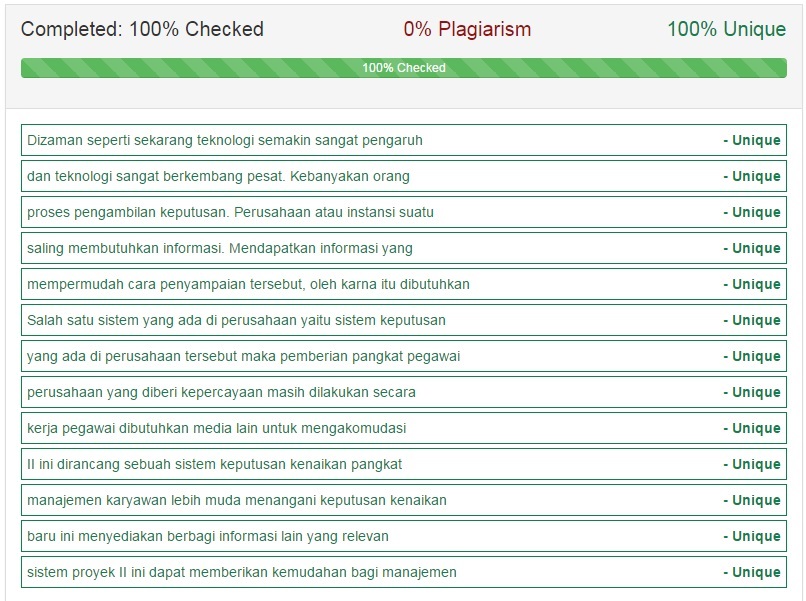 Completed: 100% Checked 0% Plagiarism 100% Unique
100% Checked
Dizaman seperti sekarang teknologi semakin sangat pengaruh - Unique
dan teknologi sangat berkembang pesat. Kebanyakan orang - Unique
proses pengambilan keputusan. Perusahaan atau instansi suatu - Unique
saling membutuhkan informasi. Mendapatkan informasi yang - Unique
mempermudah cara penyampaian tersebut, oleh karna itu dibutuhkan - Unique
Salah satu sistem yang ada di perusahaan yaitu sistem keputusan - Unique
yang ada di perusahaan tersebut maka pemberian pangkat pegawai - Unique
perusahaan yang diberi kepercayaan masih dilakukan secara - Unique
kerja pegawai dibutuhkan media lain untuk mengakomudasi - Unique
II ini dirancang sebuah sistem keputusan kenaikan pangkat - Unique
manajemen karyawan lebih muda menangani keputusan kenaikan - Unique
baru ini menyediakan berbagi informasi lain yang relevan - Unique
sistem proyek II ini dapat memberikan kemudahan bagi manajemen - Unique